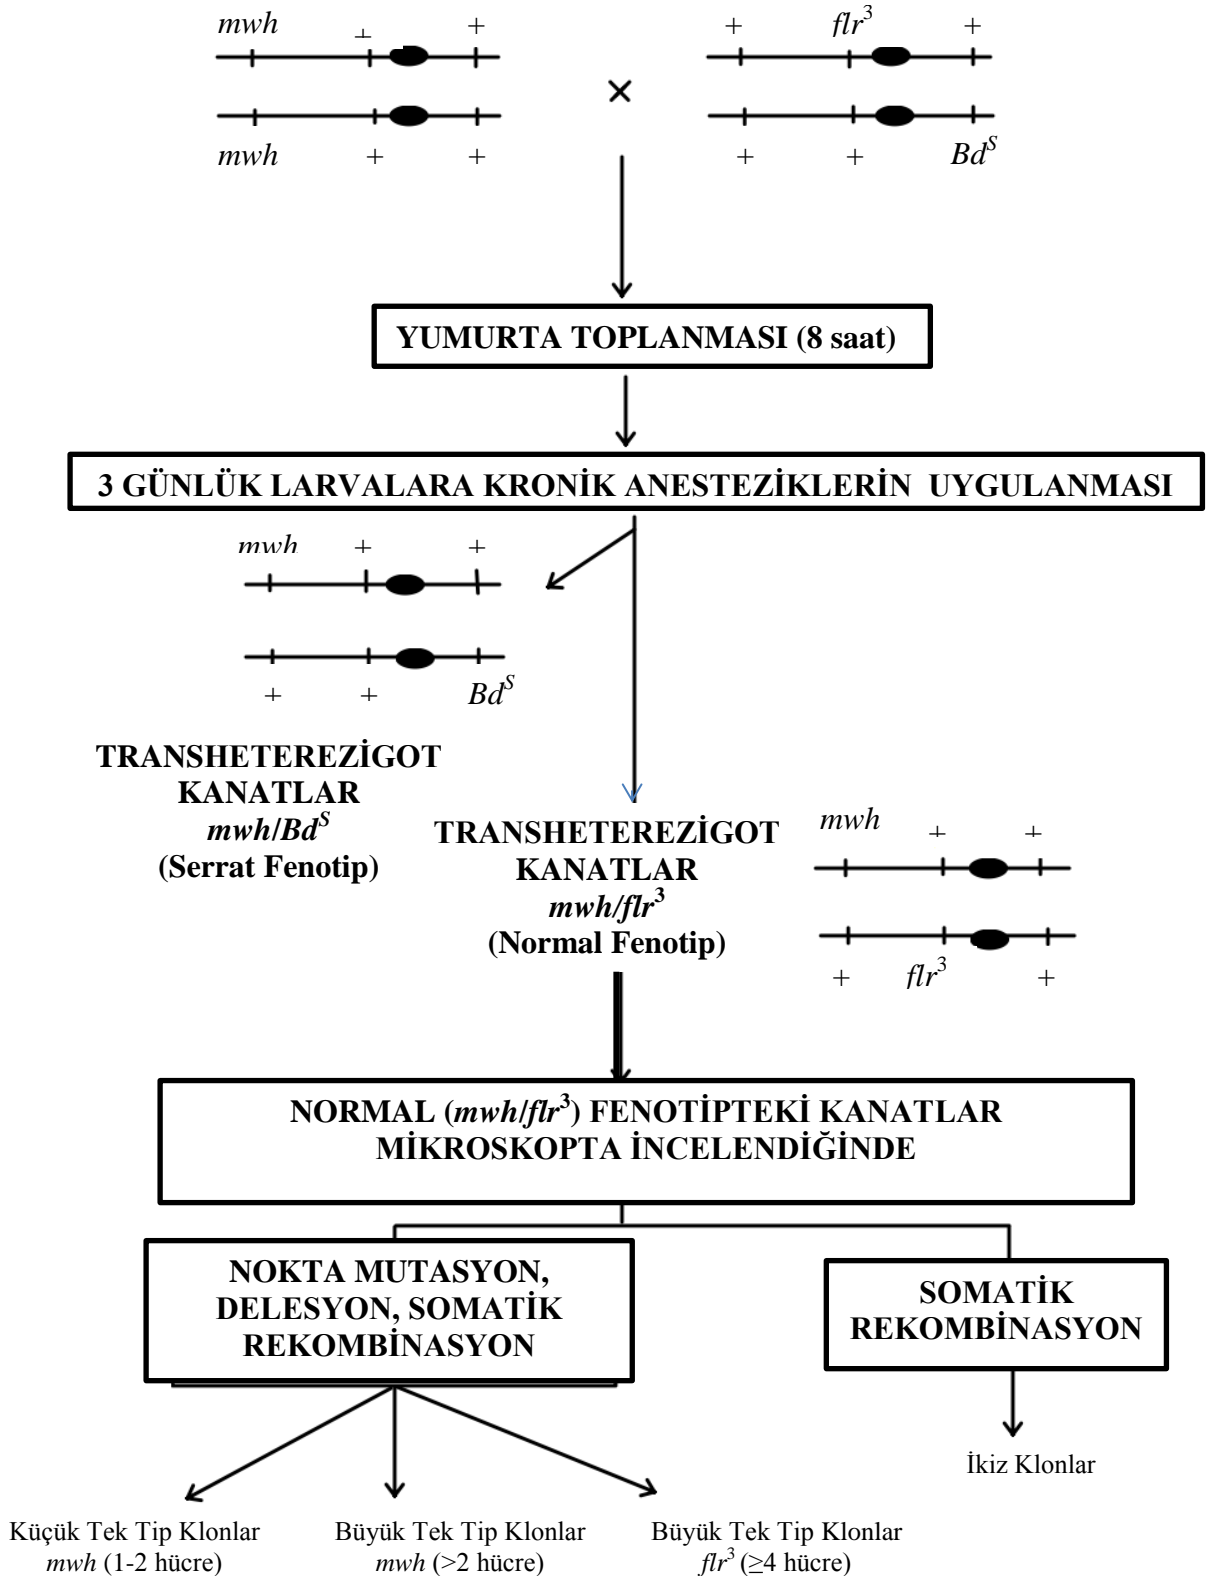 mwh + + + flr³ +
×
mwh + + + + Bdˢ
YUMURTA TOPLANMASI (8 saat)
3 GÜNLÜK LARVALARA KRONİK ANESTEZİKLERİN UYGULANMASI
mwh + +
+ + Bdˢ
TRANSHETEREZİGOT
KANATLAR
mwh/Bdˢ
(Serrat Fenotip)
TRANSHETEREZİGOT
KANATLAR
mwh/flr³
(Normal Fenotip)
mwh + +
+ flr³ +
NORMAL (mwh/flr³) FENOTİPTEKİ KANATLAR
MİKROSKOPTA İNCELENDİĞİNDE
NOKTA MUTASYON,
DELESYON, SOMATİK
REKOMBİNASYON
SOMATİK
REKOMBİNASYON
İkiz Klonlar
Küçük Tek Tip Klonlar
mwh (1-2 hücre)
Büyük Tek Tip Klonlar
mwh (>2 hücre)
Büyük Tek Tip Klonlar
flr³ (≥4 hücre)